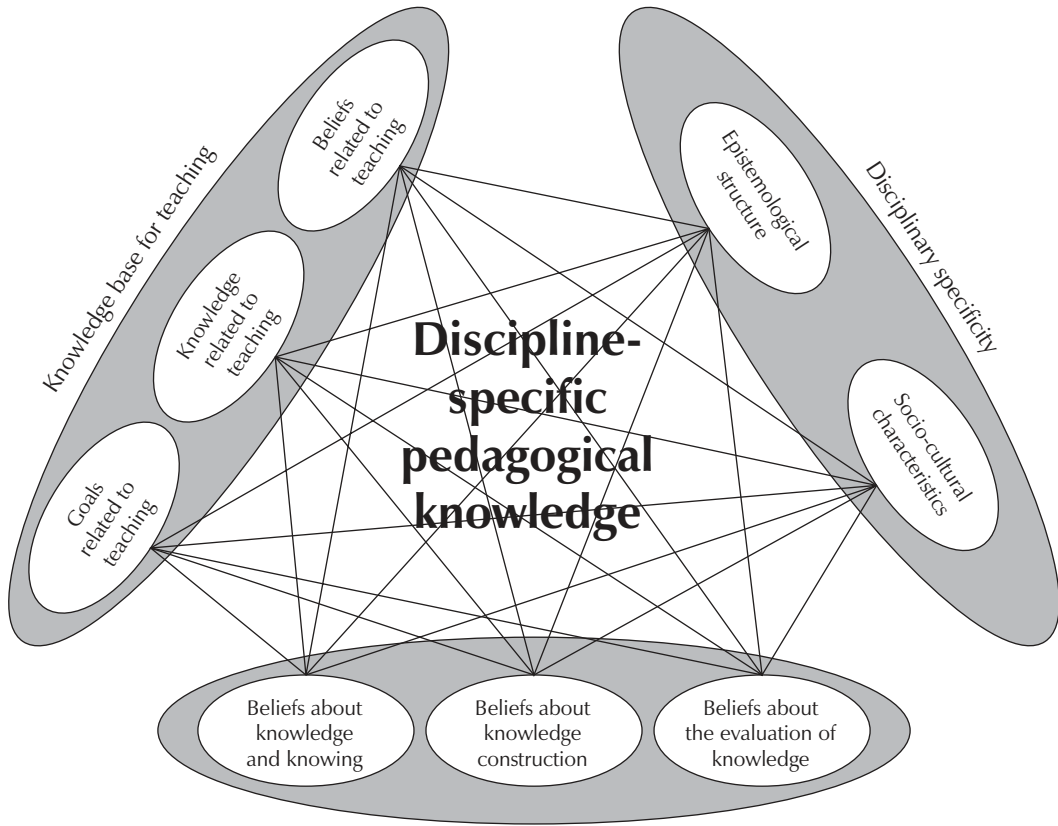 Knowledge base for teaching
Beliefs
related to
teaching
Knowledge
related to
teaching
Goals
related to
teaching
Disciplinary specificity
Epistemological
structure
Socio-cultural
characteristics
Discipline-
specific
pedagogical
knowledge
Beliefs about
knowledge
and knowing
Beliefs about
knowledge
construction
Beliefs about
the evaluation of
knowledge